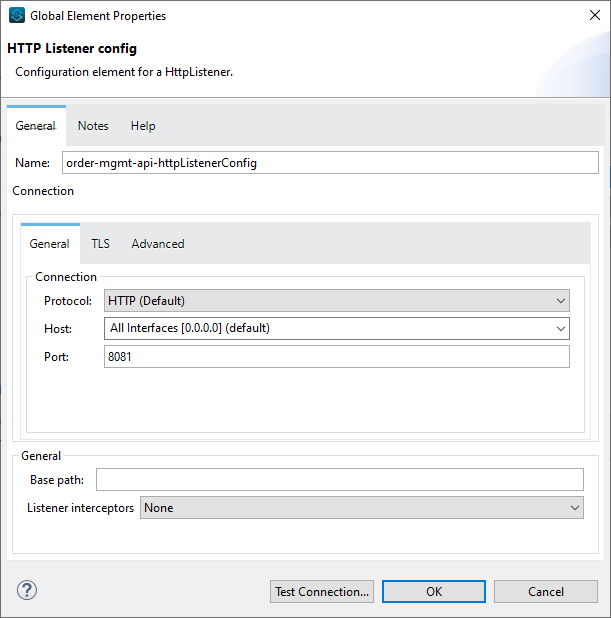 Global Element Properties
HTTP Listener config
Configuration element for a HttpListener.
General Notes Help
Name: order-mgmt-api-httpListenerConfig
Connection
General TLS Advanced
Connection
Protocol: HTTP (Default)
Host: All Interfaces [0.0.0.0] (default)
Port: 8081
General
Base path:
Listener interceptors None
? Test Connection... OK Cancel